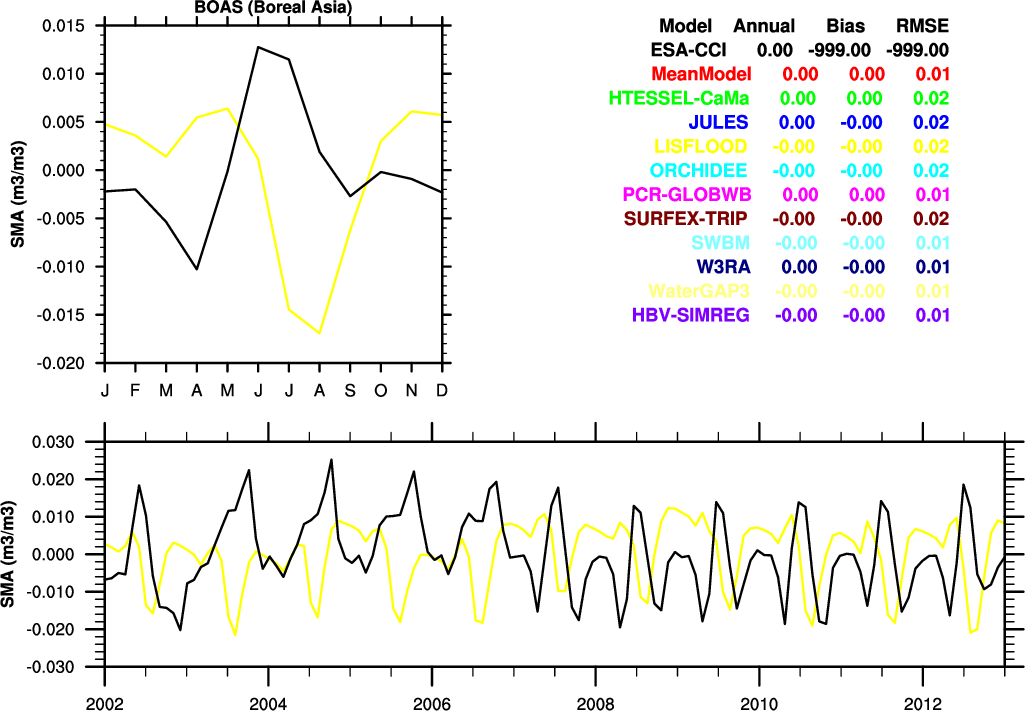 BOAS (Boreal Asia)
0.015
0.010
0.005
0.000
-0.005
-0.010
-0.015
-0.020
SMA (m3/m3)
J F M A M J J A S O N D
Model Annual Bias RMSE
ESA-CCI 0.00 -999.00 -999.00
MeanModel 0.00 0.00 0.01
HTESSEL-CaMa 0.00 0.00 0.02
JULES 0.00 -0.00 0.02
LISFLOOD -0.00 -0.00 0.02
ORCHIDEE -0.00 -0.00 0.02
PCR-GLOBWB 0.00 0.00 0.01
SURFEX-TRIP -0.00 -0.00 0.02
SWBM -0.00 -0.00 0.01
W3RA 0.00 -0.00 0.01
WaterGAP3 -0.00 -0.00 0.01
HBV-SIMREG -0.00 -0.00 0.01
0.030
0.020
0.010
0.000
-0.010
-0.020
-0.030
SMA (m3/m3)
2002 2004 2006 2008 2010 2012